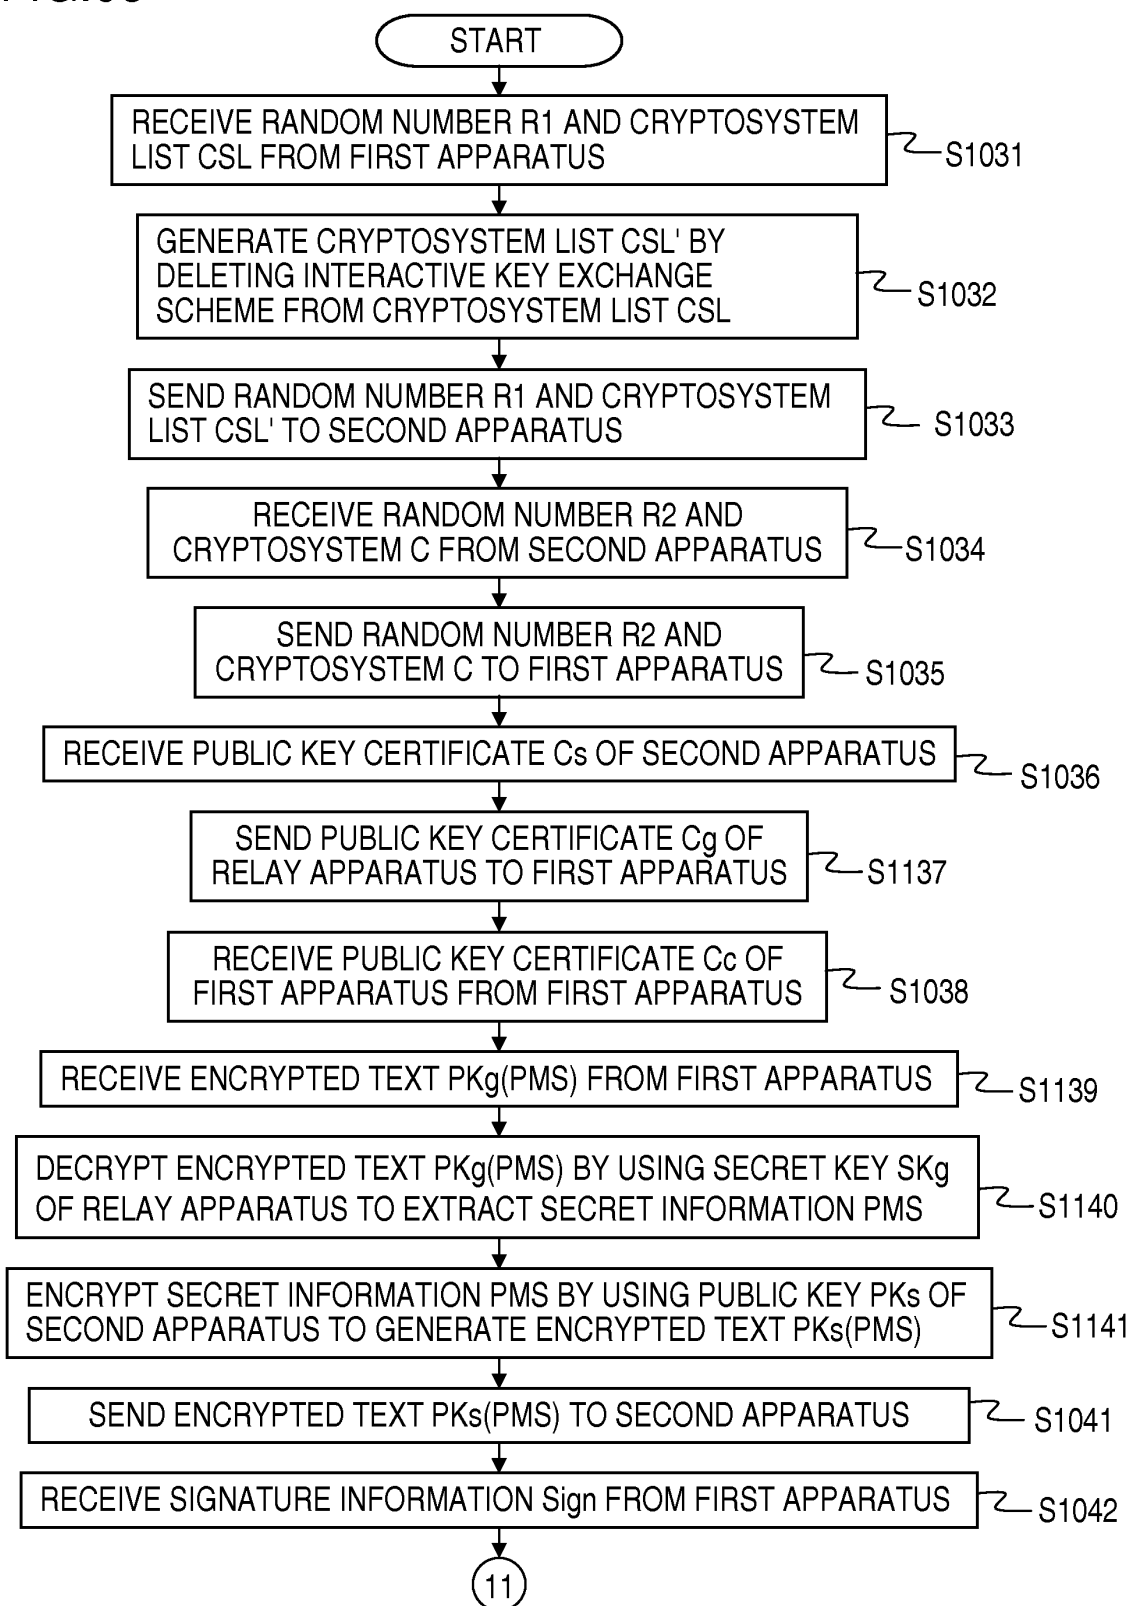 START
RECEIVE RANDOM NUMBER R1 AND CRYPTOSYSTEM
LIST CSL FROM FIRST APPARATUS
S1031
GENERATE CRYPTOSYSTEM LIST CSL' BY
DELETING INTERACTIVE KEY EXCHANGE
SCHEME FROM CRYPTOSYSTEM LIST CSL
S1032
SEND RANDOM NUMBER R1 AND CRYPTOSYSTEM
LIST CSL' TO SECOND APPARATUS
S1033
RECEIVE RANDOM NUMBER R2 AND
CRYPTOSYSTEM C FROM SECOND APPARATUS
S1034
SEND RANDOM NUMBER R2 AND
CRYPTOSYSTEM C TO FIRST APPARATUS
S1035
RECEIVE PUBLIC KEY CERTIFICATE Cs OF SECOND APPARATUS
S1036
SEND PUBLIC KEY CERTIFICATE Cg OF
RELAY APPARATUS TO FIRST APPARATUS
S1137
RECEIVE PUBLIC KEY CERTIFICATE Cc OF
FIRST APPARATUS FROM FIRST APPARATUS
S1038
RECEIVE ENCRYPTED TEXT PKg(PMS) FROM FIRST APPARATUS
S1139
DECRYPT ENCRYPTED TEXT PKg(PMS) BY USING SECRET KEY SKg
OF RELAY APPARATUS TO EXTRACT SECRET INFORMATION PMS
S1140
ENCRYPT SECRET INFORMATION PMS BY USING PUBLIC KEY PKs OF
SECOND APPARATUS TO GENERATE ENCRYPTED TEXT PKs(PMS)
S1141
SEND ENCRYPTED TEXT PKs(PMS) TO SECOND APPARATUS
S1041
RECEIVE SIGNATURE INFORMATION Sign FROM FIRST APPARATUS
S1042
11